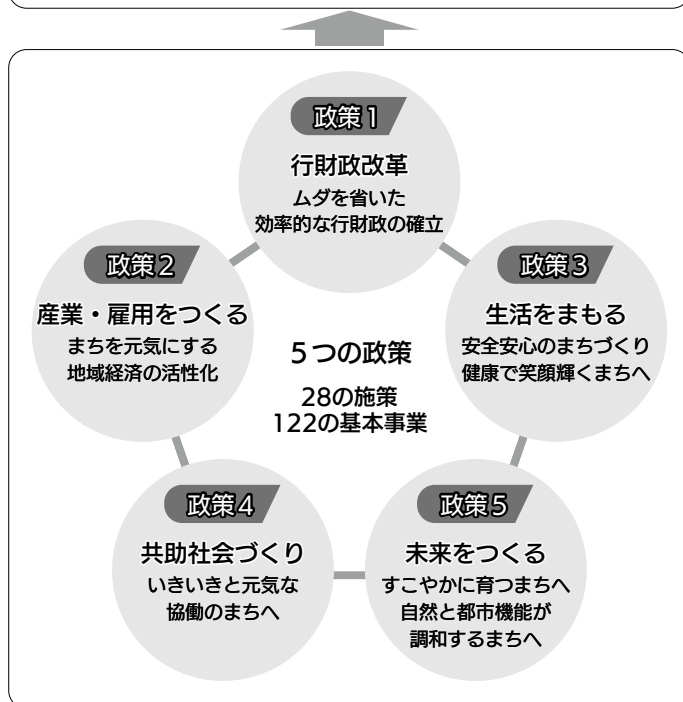 政策1
行財政改革
ムダを省いた
効率的な行財政の確立
政策2
産業・雇用をつくる
まちを元気にする
地域経済の活性化
政策3
生活をまもる
安全安心のまちづくり
健康で笑顔輝くまちへ
5つの政策
28の施策
122の基本事業
政策4
共助社会づくり
いきいきと元気な
協働のまちへ
政策5
未来をつくる
すこやかに育つまちへ
自然と都市機能が
調和するまちへ